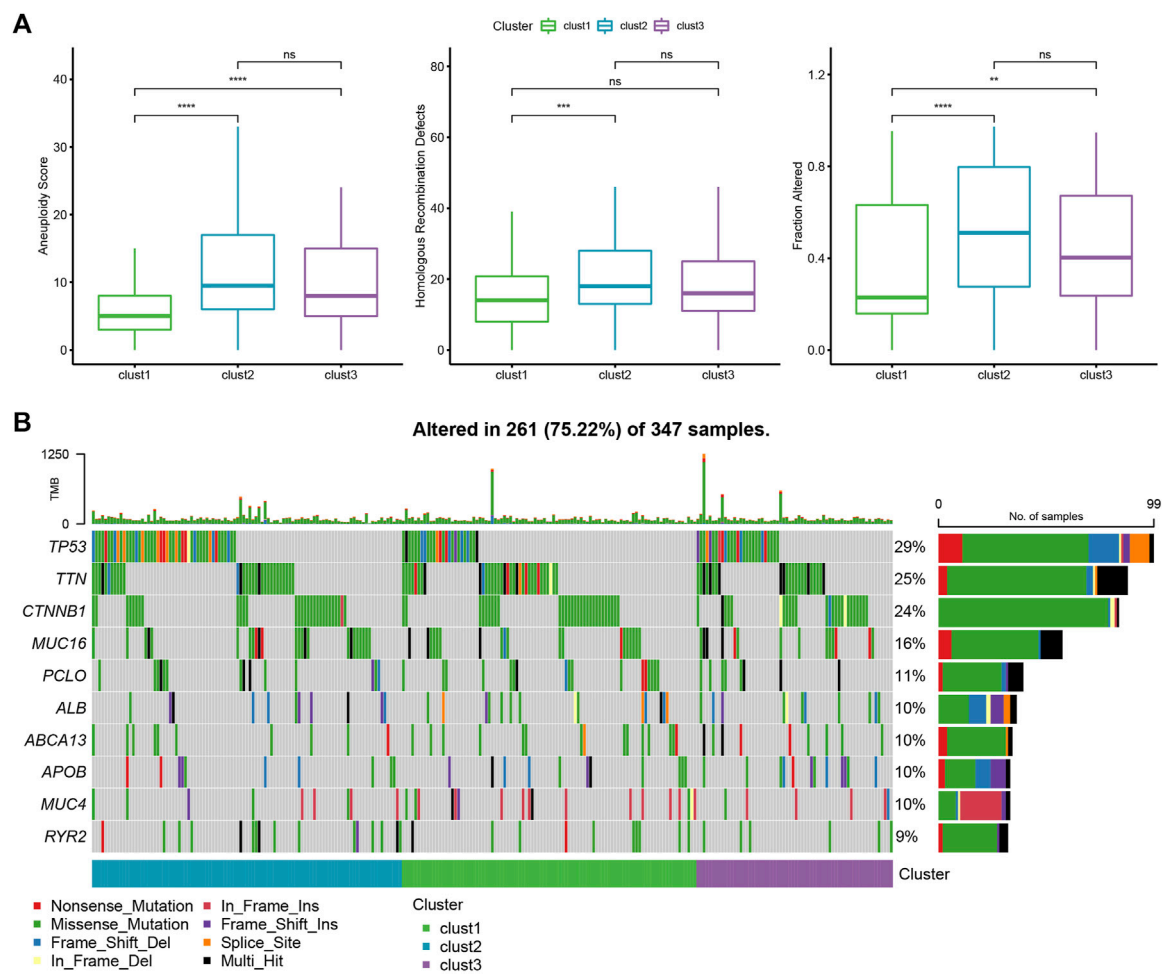 A
Cluster clust1 clust2 clust3
Aneuploidy Score
40
30
20
10
0
ns
****
****
clust1 clust2 clust3
Homologous Recombination Defects
80
60
40
20
0
ns
ns
***
clust1 clust2 clust3
Fraction Altered
1.2
0.8
0.4
0.0
ns
**
****
clust1 clust2 clust3
B
Altered in 261 (75.22%) of 347 samples.
TMB
1250
0
0 99
No. of samples
TP53 29%
TTN 25%
CTNNB1 24%
MUC16 16%
PCLO 11%
ALB 10%
ABCA13 10%
APOB 10%
MUC4 10%
RYR2 9%
Cluster
Nonsense_Mutation
Missense_Mutation
Frame_Shift_Del
In_Frame_Del
In_Frame_Ins
Frame_Shift_Ins
Splice_Site
Multi_Hit
Cluster
clust1
clust2
clust3